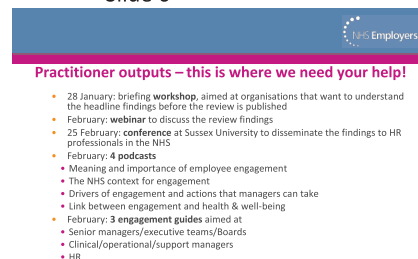 NHS Employers
Practitioner outputs – this is where we need your help!
• 28 January: briefing workshop, aimed at organisations that want to understand
the headline findings before the review is published
• February: webinar to discuss the review findings
• 25 February: conference at Sussex University to disseminate the findings to HR
professionals in the NHS
• February: 4 podcasts
• Meaning and importance of employee engagement
• The NHS context for engagement
• Drivers of engagement and actions that managers can take
• Link between engagement and health & well-being
• February: 3 engagement guides aimed at
• Senior managers/executive teams/Boards
• Clinical/operational/support managers
• HR